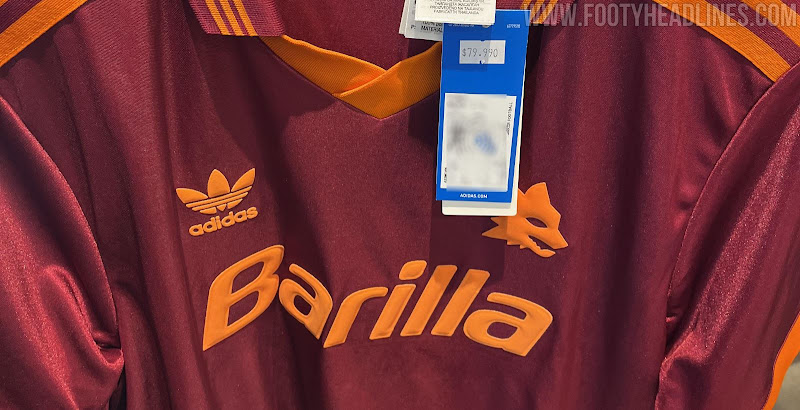 WWW.FOOTYHEADLINES.COM
$79.990
ADIDAS.COM
adidas
Barilla